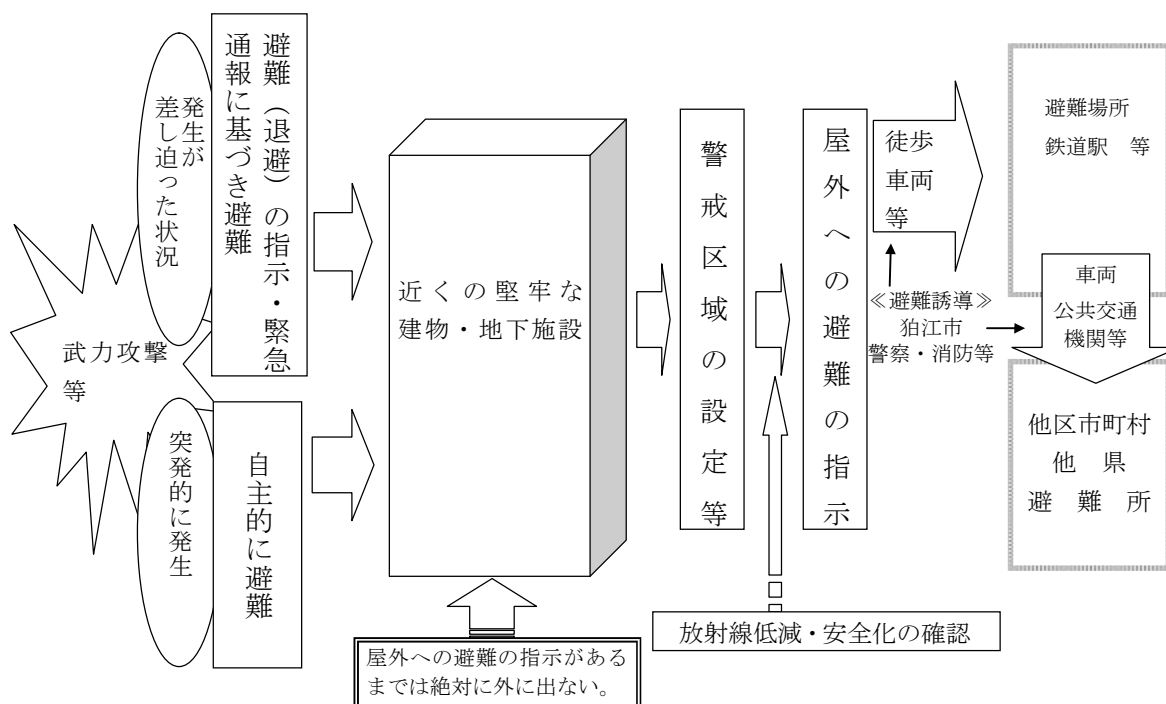 武力攻撃
等
発生が
差し迫った状況
避難（退避）の指示・緊急
通報に基づき避難
突発的に発生
自主的に避難
近くの堅牢な
建物・地下施設
屋外への避難の指示がある
までは絶対に外に出ない。
警戒区域の設定等
放射線低減・安全化の確認
屋外への避難の指示
徒歩
車両
等
≪避難誘導≫
狛江市
警察・消防等
避難場所
鉄道駅　等
車両
公共交通
機関等
他区市町村
他　県
避　難　所